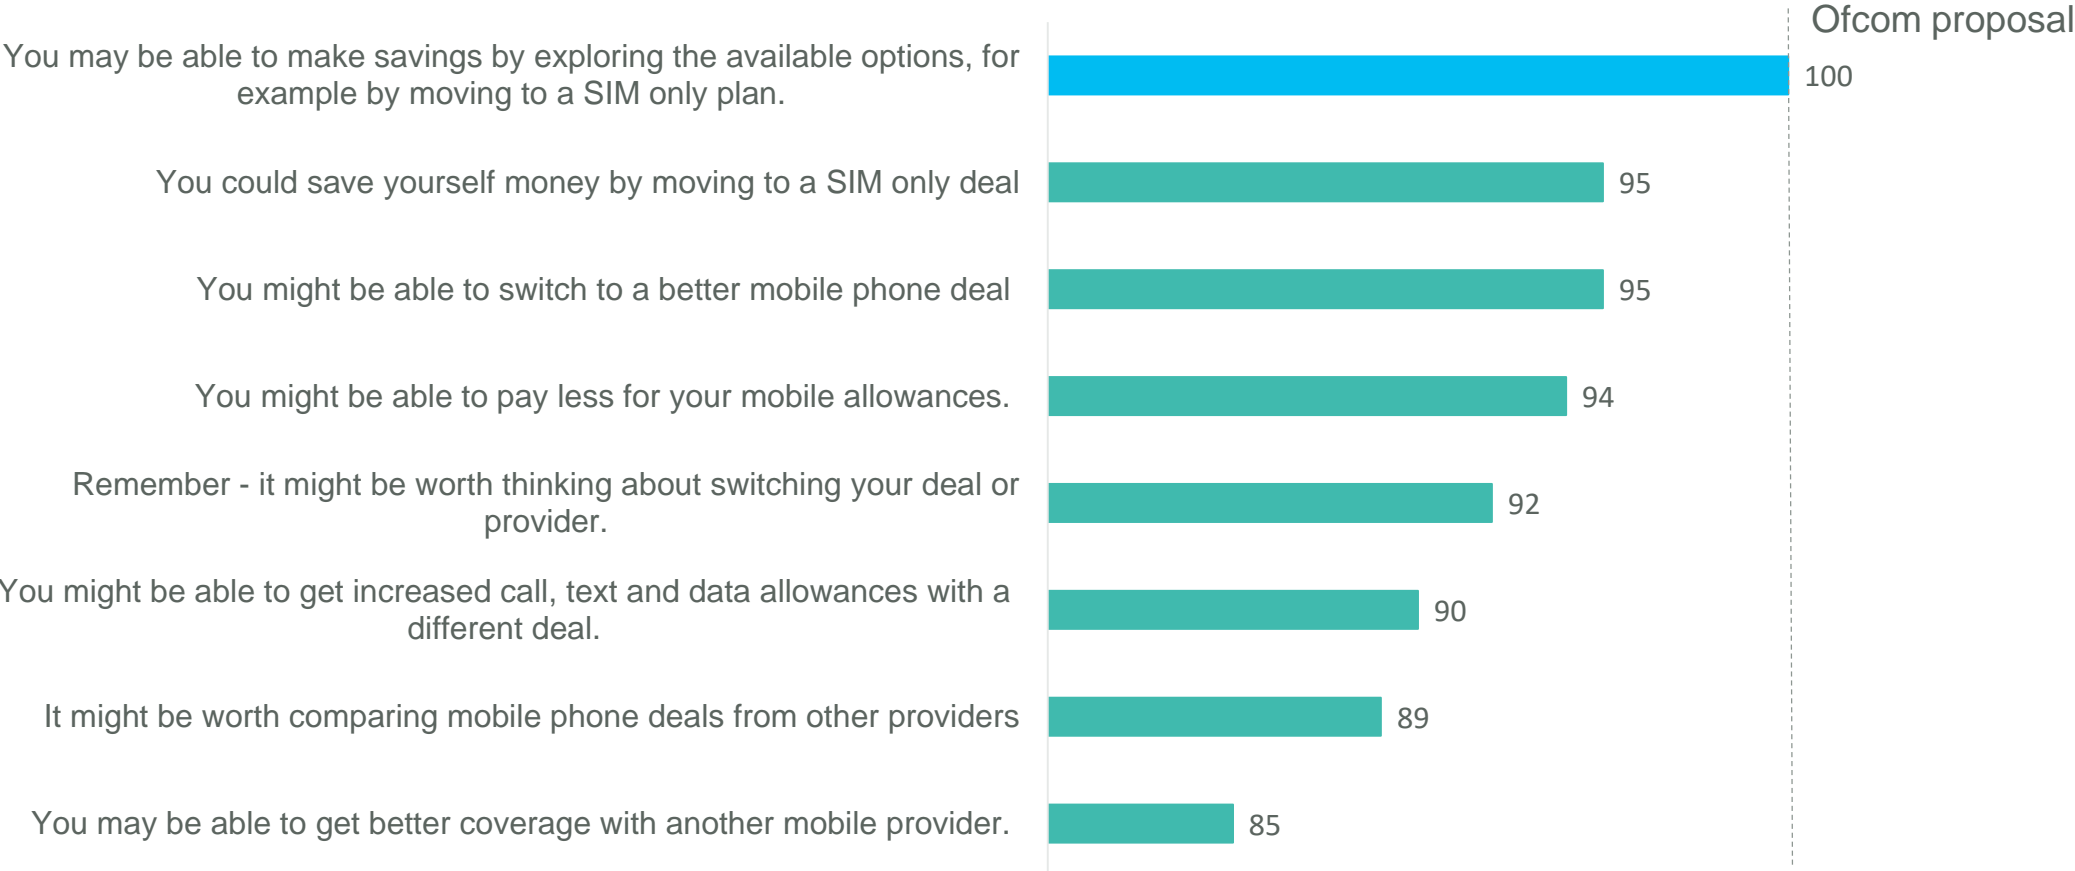 Ofcom proposal
You may be able to make savings by exploring the available options, for
example by moving to a SIM only plan.
100
You could save yourself money by moving to a SIM only deal
95
You might be able to switch to a better mobile phone deal
95
You might be able to pay less for your mobile allowances.
94
Remember - it might be worth thinking about switching your deal or
provider.
92
You might be able to get increased call, text and data allowances with a
different deal.
90
It might be worth comparing mobile phone deals from other providers
89
You may be able to get better coverage with another mobile provider.
85